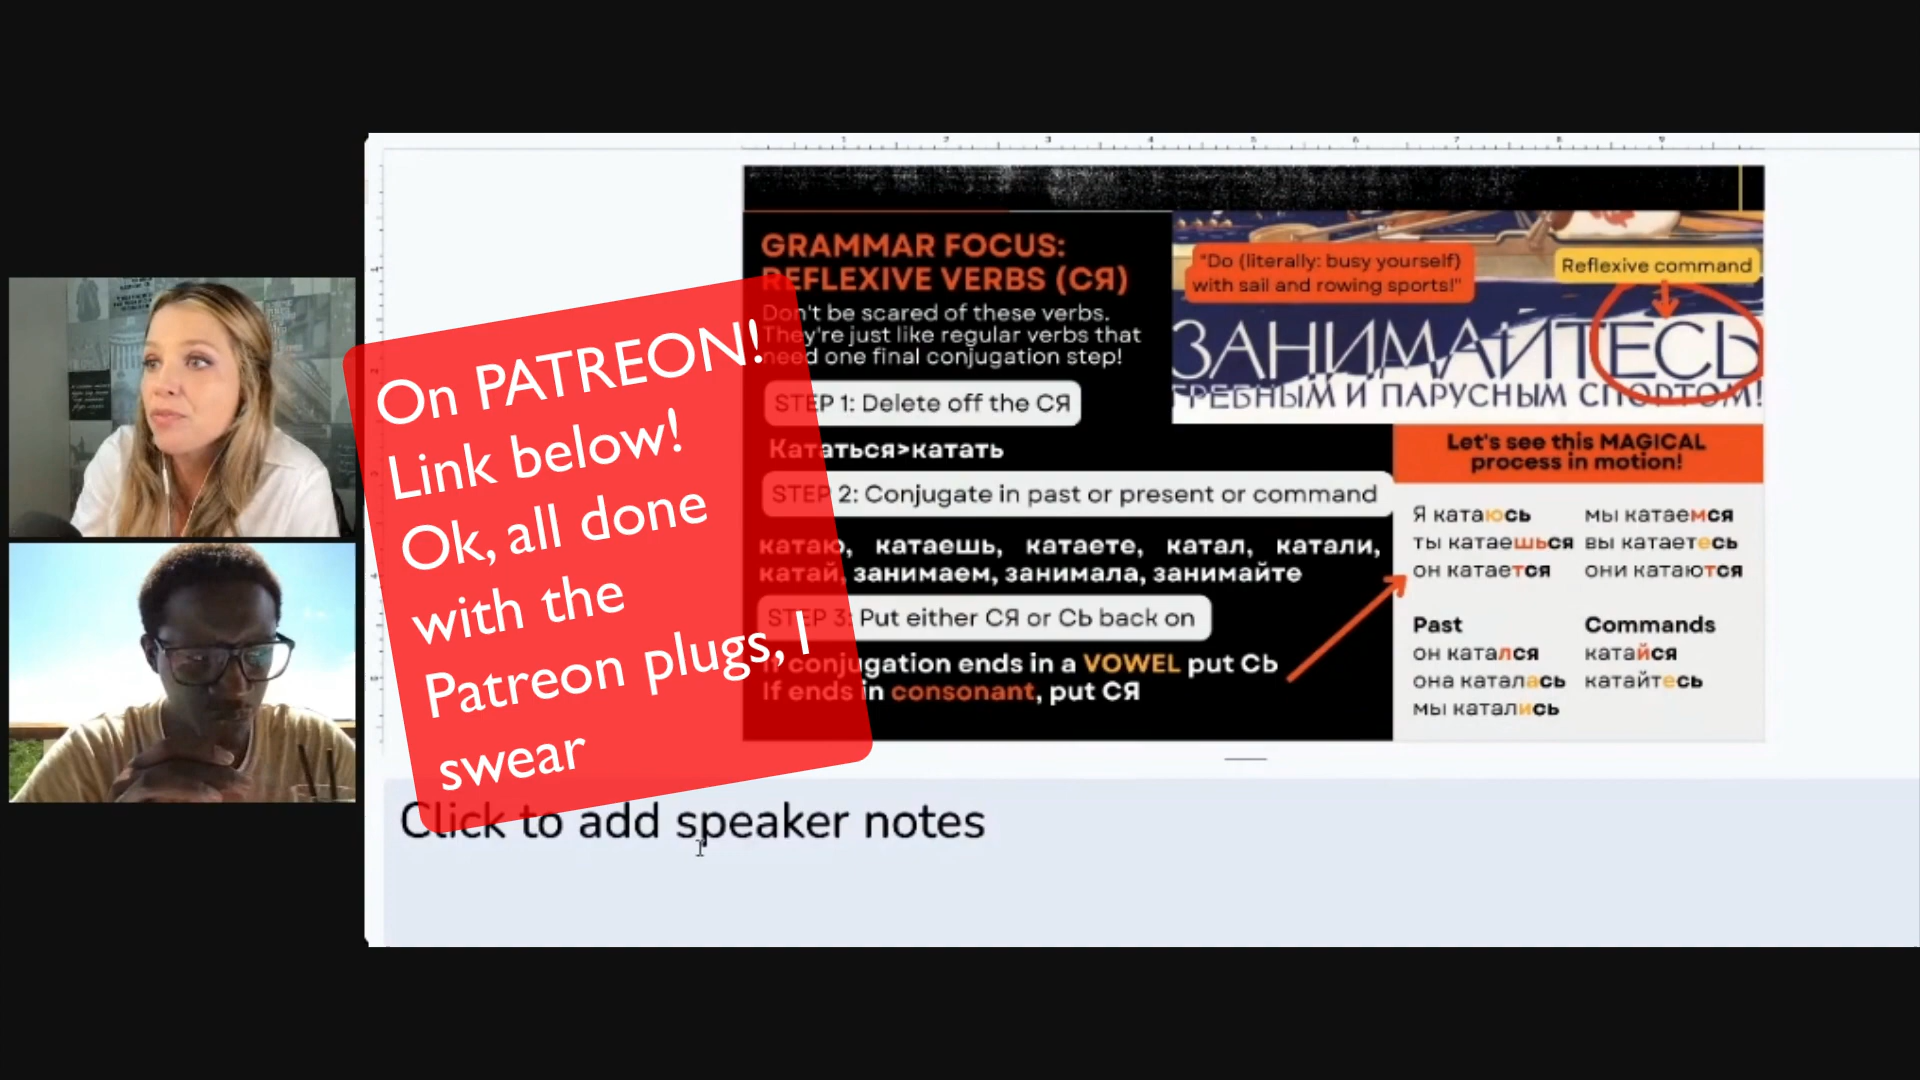 GRAMMAR FOCUS:
REFLEXIVE VERBS (СЯ)
Don't be scared of these verbs.
They're just like regular verbs that
need one final conjugation step!
STEP 1: Delete off the СЯ
Кататься>катать
STEP 2: Conjugate in past or present or command
катаю, катаешь, катаете, катал, катали,
катай, занимаем, занимала, занимайте
STEP 3: Put either СЯ or СЬ back on
If conjugation ends in a VOWEL put СЬ
If ends in consonant, put СЯ
"Do (literally: busy yourself)
with sail and rowing sports!"
Reflexive command
ЗАНИМАЙТЕСЬ
ГРЕБНЫМ И ПАРУСНЫМ СПОРТОМ!
Let's see this MAGICAL
process in motion!
Я катаюсь
ты катаешься
он катается
мы катаемся
вы катаетесь
они катаются
Past
он катался
она каталась
мы катались
Commands
катайся
катайтесь
On PATREON!
Link below!
Ok, all done
with the
Patreon plugs, I
swear
Click to add speaker notes